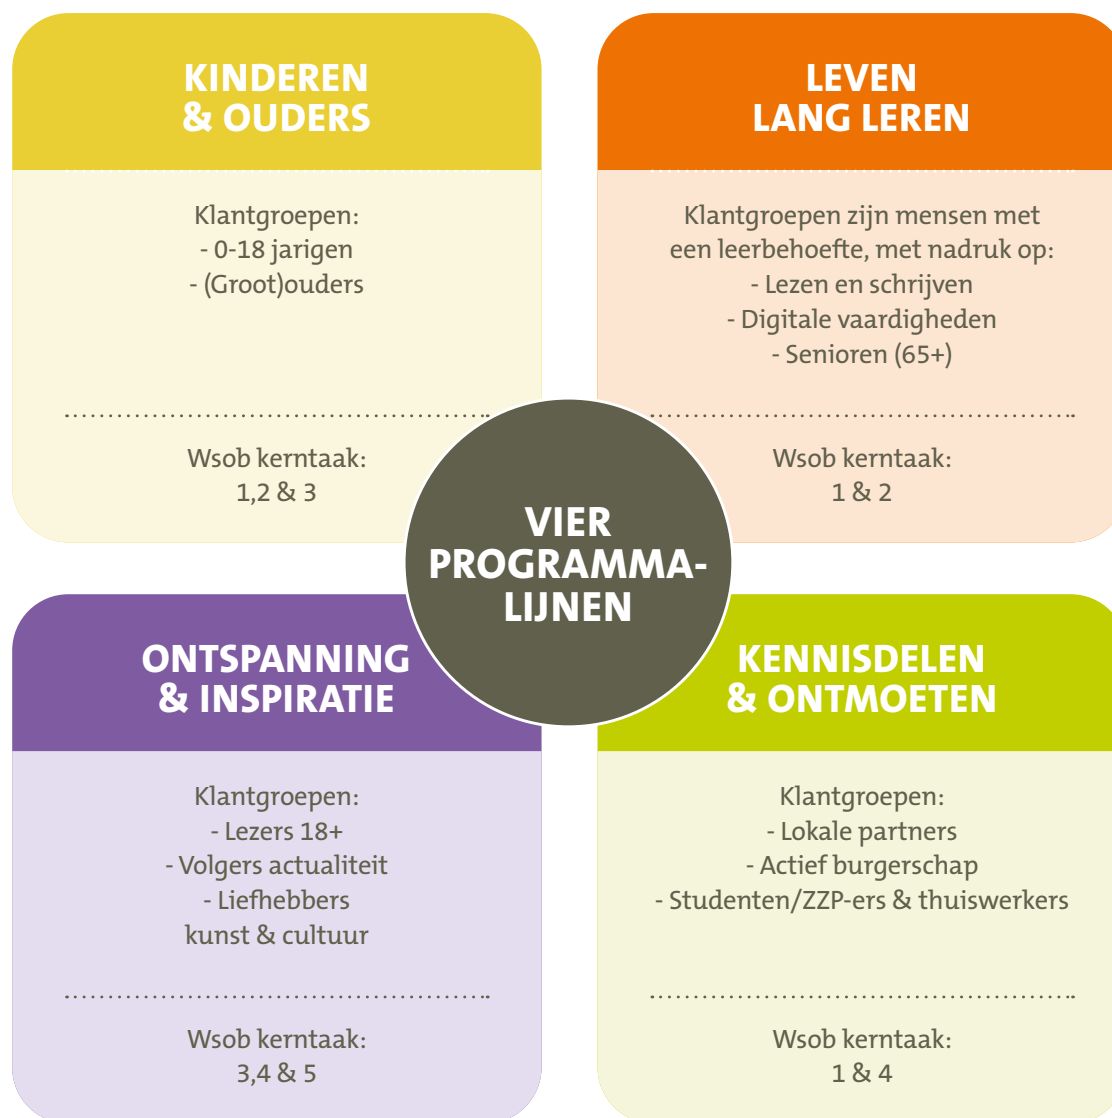 KINDEREN
& OUDERS
Klantgroepen:
- 0-18 jarigen
- (Groot)ouders
Wsob kerntaak:
1,2 & 3
LEVEN
LANG LEREN
Klantgroepen zijn mensen met
een leerbehoefte, met nadruk op:
- Lezen en schrijven
- Digitale vaardigheden
- Senioren (65+)
Wsob kerntaak:
1 & 2
VIER
PROGRAMMA-
LIJNEN
ONTSPANNING
& INSPIRATIE
Klantgroepen:
- Lezers 18+
- Volgers actualiteit
- Liefhebbers
kunst & cultuur
Wsob kerntaak:
3,4 & 5
KENNISDELEN
& ONTMOETEN
Klantgroepen:
- Lokale partners
- Actief burgerschap
- Studenten/ZZP-ers & thuiswerkers
Wsob kerntaak:
1 & 4